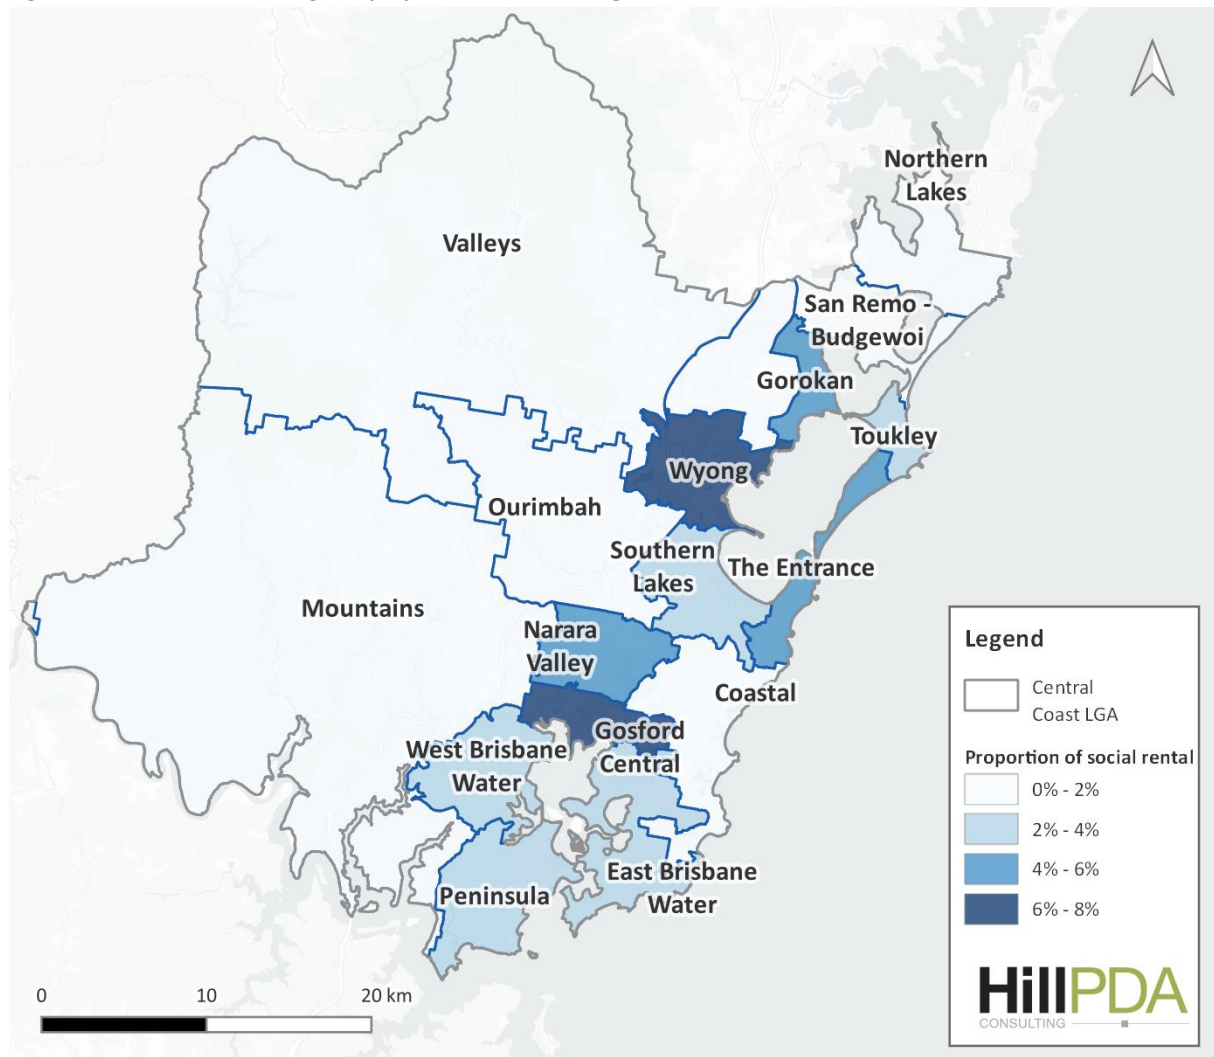 Northern
Lakes
Valleys
San Remo -
Budgewoi
Gorokan
Toukley
Wyong
Ourimbah
Southern
Lakes
The Entrance
Mountains
Narara
Valley
Coastal
Gosford
Central
West Brisbane
Water
East Brisbane
Water
Peninsula
0 10 20 km
Legend
Central
Coast LGA
Proportion of social rental
0% - 2%
2% - 4%
4% - 6%
6% - 8%
HillPDA
CONSULTING